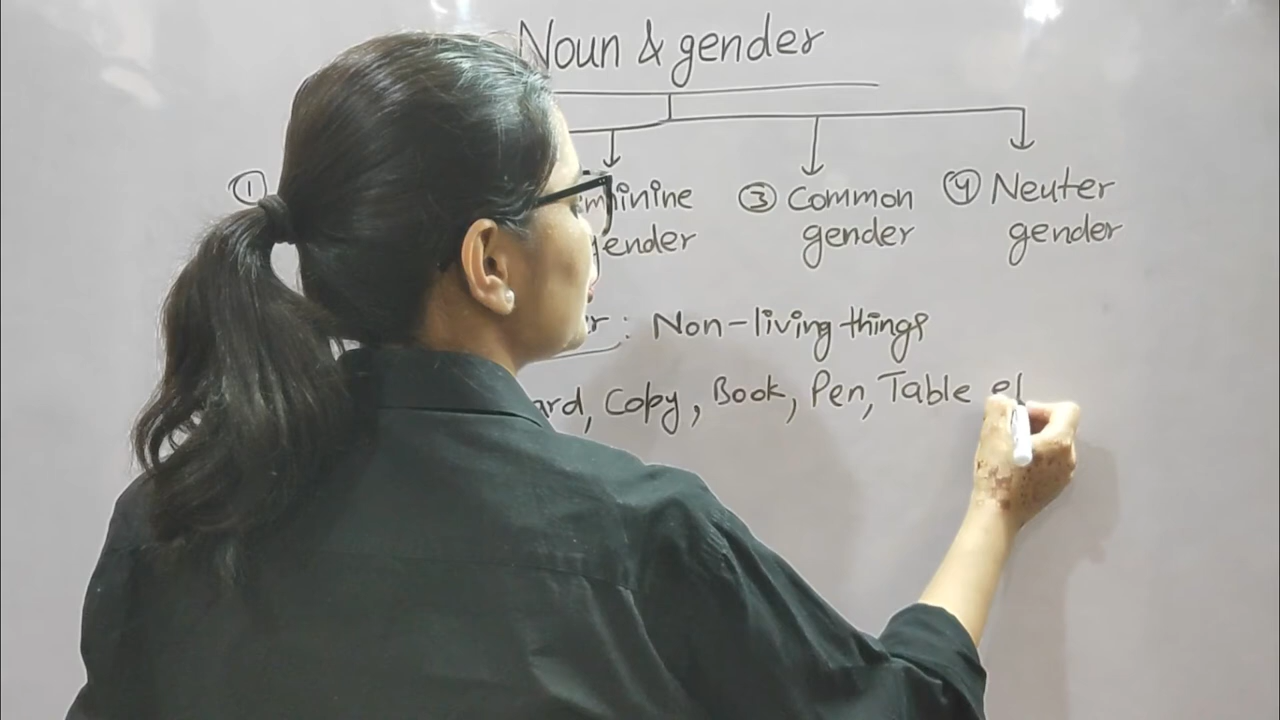 Noun & gender
① minine ③ Common ④ Neuter
gender gender gender
: Non-living things
ard, Copy, Book, Pen, Table